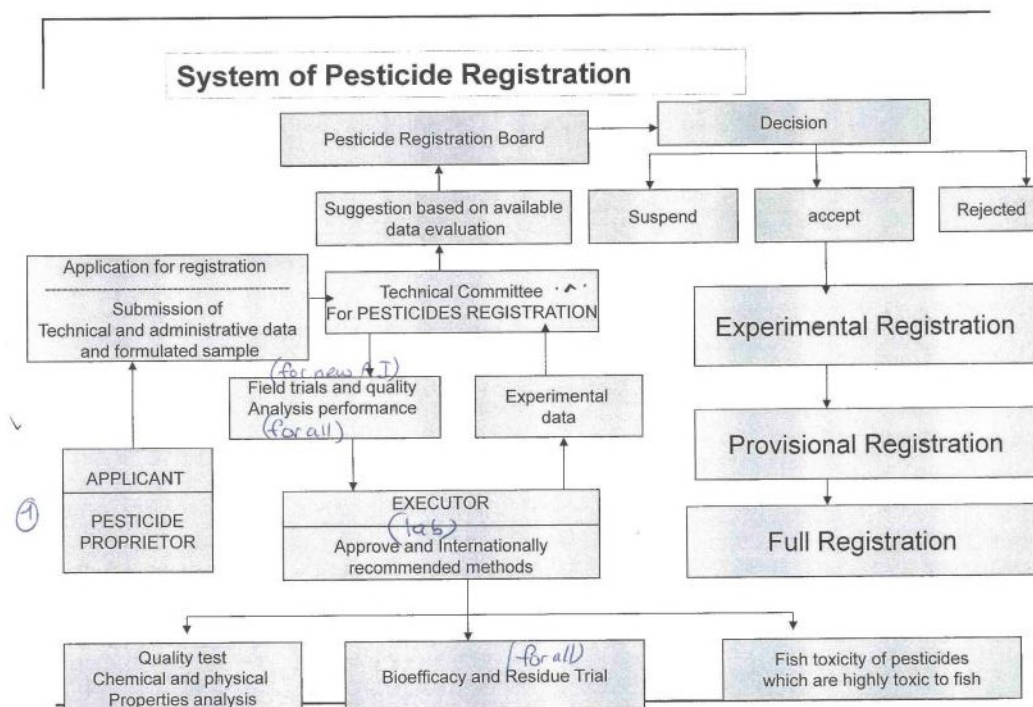 System of Pesticide Registration
Pesticide Registration Board
Decision
Suggestion based on available
data evaluation
Suspend
accept
Rejected
Application for registration
Submission of
Technical and administrative data
and formulated sample
Technical Committee
For PESTICIDES REGISTRATION
Experimental Registration
(for new A.I)
Field trials and quality
Analysis performance
(for all)
Experimental
data
Provisional Registration
APPLICANT
PESTICIDE
PROPRIETOR
EXECUTOR
(lab)
Approve and Internationally
recommended methods
Full Registration
Quality test
Chemical and physical
Properties analysis
(for all)
Bioefficacy and Residue Trial
Fish toxicity of pesticides
which are highly toxic to fish